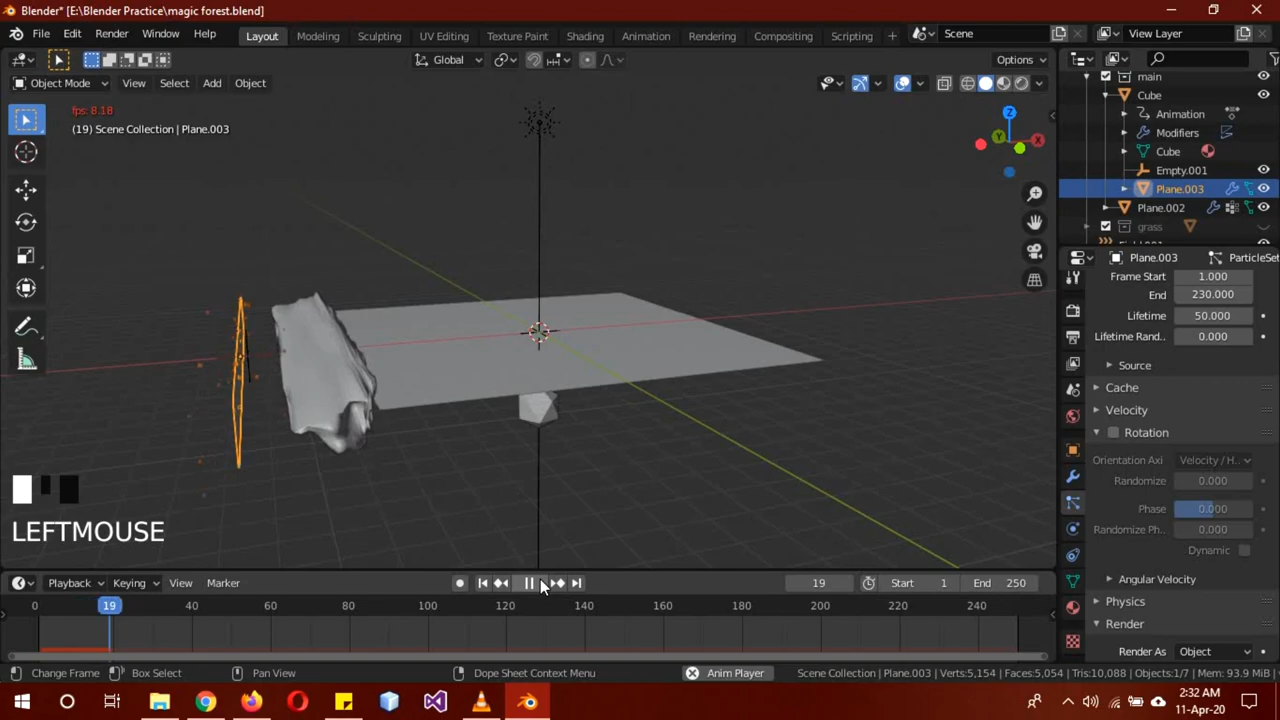 Blender* [E:\Blender Practice\magic forest.blend]
File Edit Render Window Help Layout Modeling Sculpting UV Editing Texture Paint Shading Animation Rendering Compositing Scripting Scene View Layer
Global Options
Object Mode View Select Add Object
fps: 8.18
(19) Scene Collection | Plane.003
Z
Y X
main
Cube
Animation
Modifiers
Cube
Empty.001
Plane.003
Plane.002
grass
Plane.003 ParticleSet
Frame Start 1.000
End 230.000
Lifetime 50.000
Lifetime Rand.. 0.000
Source
Cache
Velocity
Rotation
Orientation Axi Velocity / H..
Randomize 0.000
Phase 0.000
Randomize Ph.. 0.000
Dynamic
Angular Velocity
Physics
Render
Render As Object
LEFTMOUSE
Playback Keying View Marker 19 Start 1 End 250
0 19 40 60 80 100 120 140 160 180 200 220 240
Change Frame Box Select Pan View Dope Sheet Context Menu Anim Player Scene Collection | Plane.003 | Verts:5,154 | Faces:5,054 | Tris:10,088 | Objects:1/7 | Mem: 93.9 MiB
2:32 AM
11-Apr-20